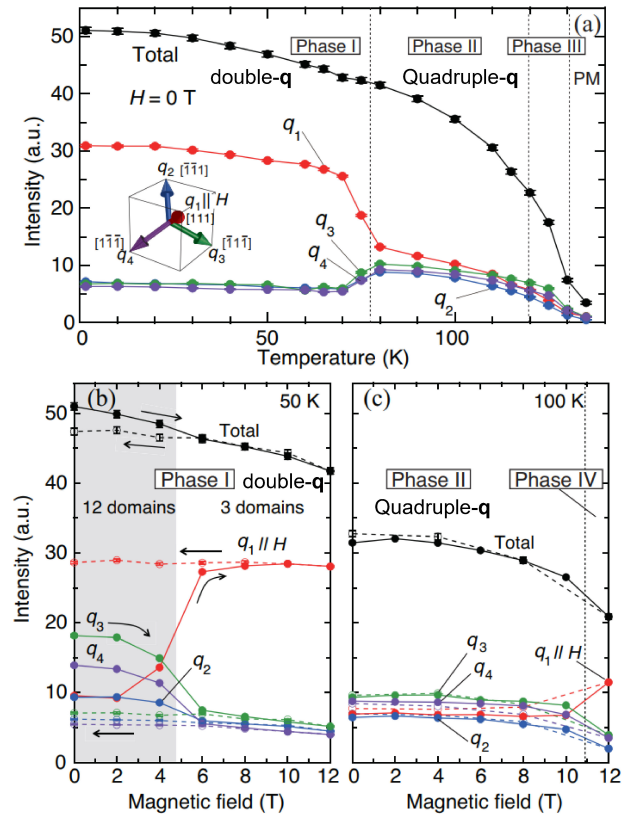 (a)
Phase I
Phase II
Phase III
PM
Total
double-q
Quadruple-q
H = 0 T
q1
q2 [1̄1̄1]
q1 || H
[111]
[11̄1̄]
q4
q3
[1̄11̄]
q3
q4
q2
Intensity (a.u.)
50
40
30
20
10
0
0
50
100
Temperature (K)
(b)
50 K
Total
Phase I
double-q
12 domains
3 domains
q1 // H
q3
q4
q2
Intensity (a.u.)
50
40
30
20
10
0
0
2
4
6
8
10
12
Magnetic field (T)
(c)
100 K
Phase II
Phase IV
Quadruple-q
Total
q1 // H
q3
q4
q2
0
2
4
6
8
10
12
Magnetic field (T)